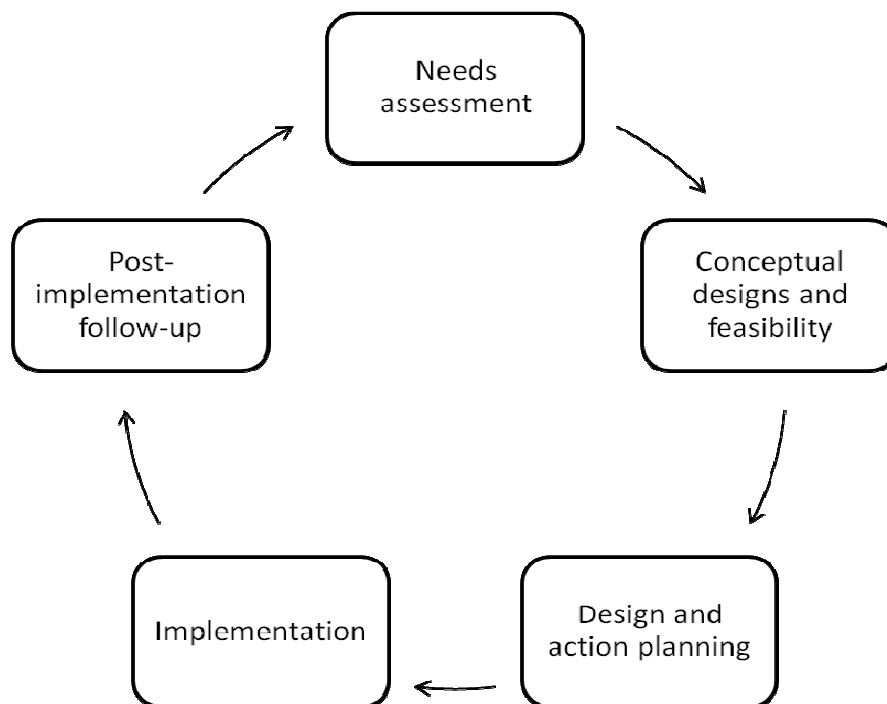 Needs
assessment
Conceptual
designs and
feasibility
Design and
action planning
Implementation
Post-
implementation
follow-up